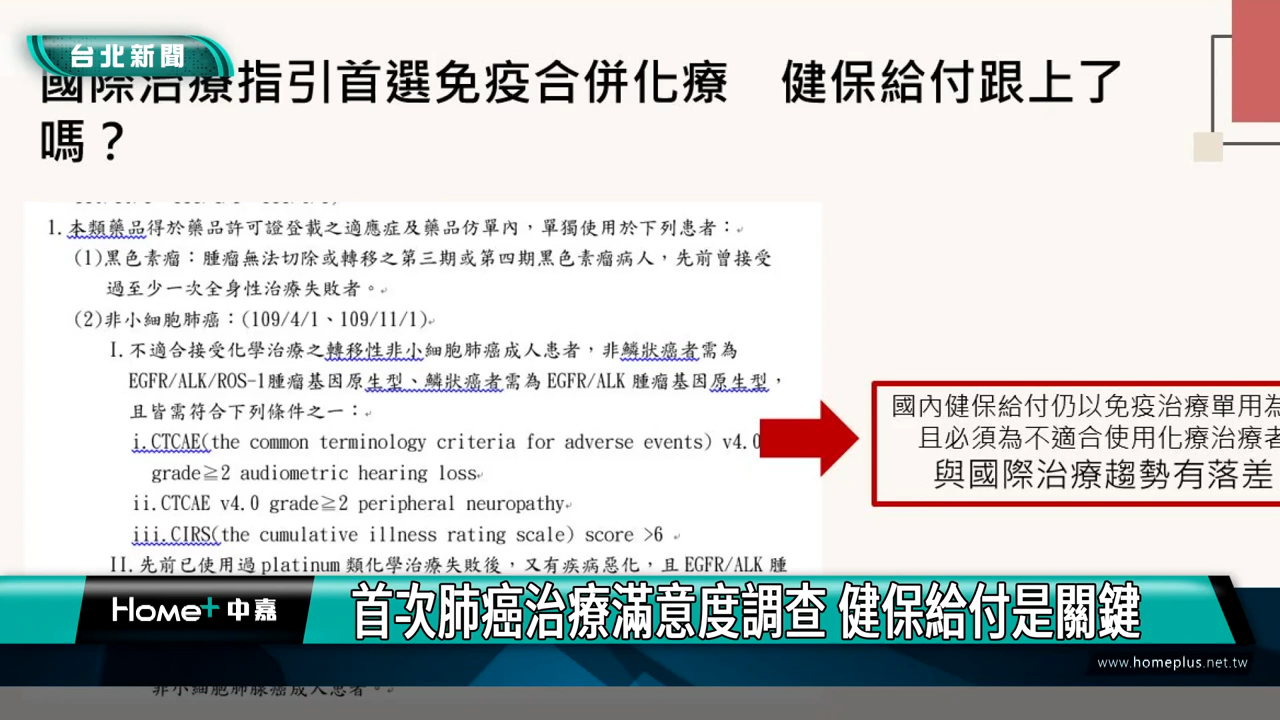 台北新聞
國際治療指引首選免疫合併化療 健保給付跟上了
嗎？
1.本類藥品得於藥品許可證登載之適應症及藥品仿單內，單獨使用於下列患者：
(1)黑色素瘤：腫瘤無法切除或轉移之第三期或第四期黑色素瘤病人，先前曾接受
過至少一次全身性治療失敗者。
(2)非小細胞肺癌：(109/4/1、109/11/1)
I.不適合接受化學治療之轉移性非小細胞肺癌成人患者，非鱗狀癌者需為
EGFR/ALK/ROS-1腫瘤基因原生型、鱗狀癌者需為 EGFR/ALK 腫瘤基因原生型，
且皆需符合下列條件之一：
i.CTCAE(the common terminology criteria for adverse events) v4.0
grade≧2 audiometric hearing loss
ii.CTCAE v4.0 grade≧2 peripheral neuropathy
iii.CIRS(the cumulative illness rating scale) score >6
II.先前已使用過 platinum 類化學治療失敗後，又有疾病惡化，且 EGFR/ALK 腫
國內健保給付仍以免疫治療單用為
且必須為不適合使用化療治療者
與國際治療趨勢有落差
Home+中嘉
首次肺癌治療滿意度調查 健保給付是關鍵
www.homeplus.net.tw
非小細胞肺腺癌成人患者。